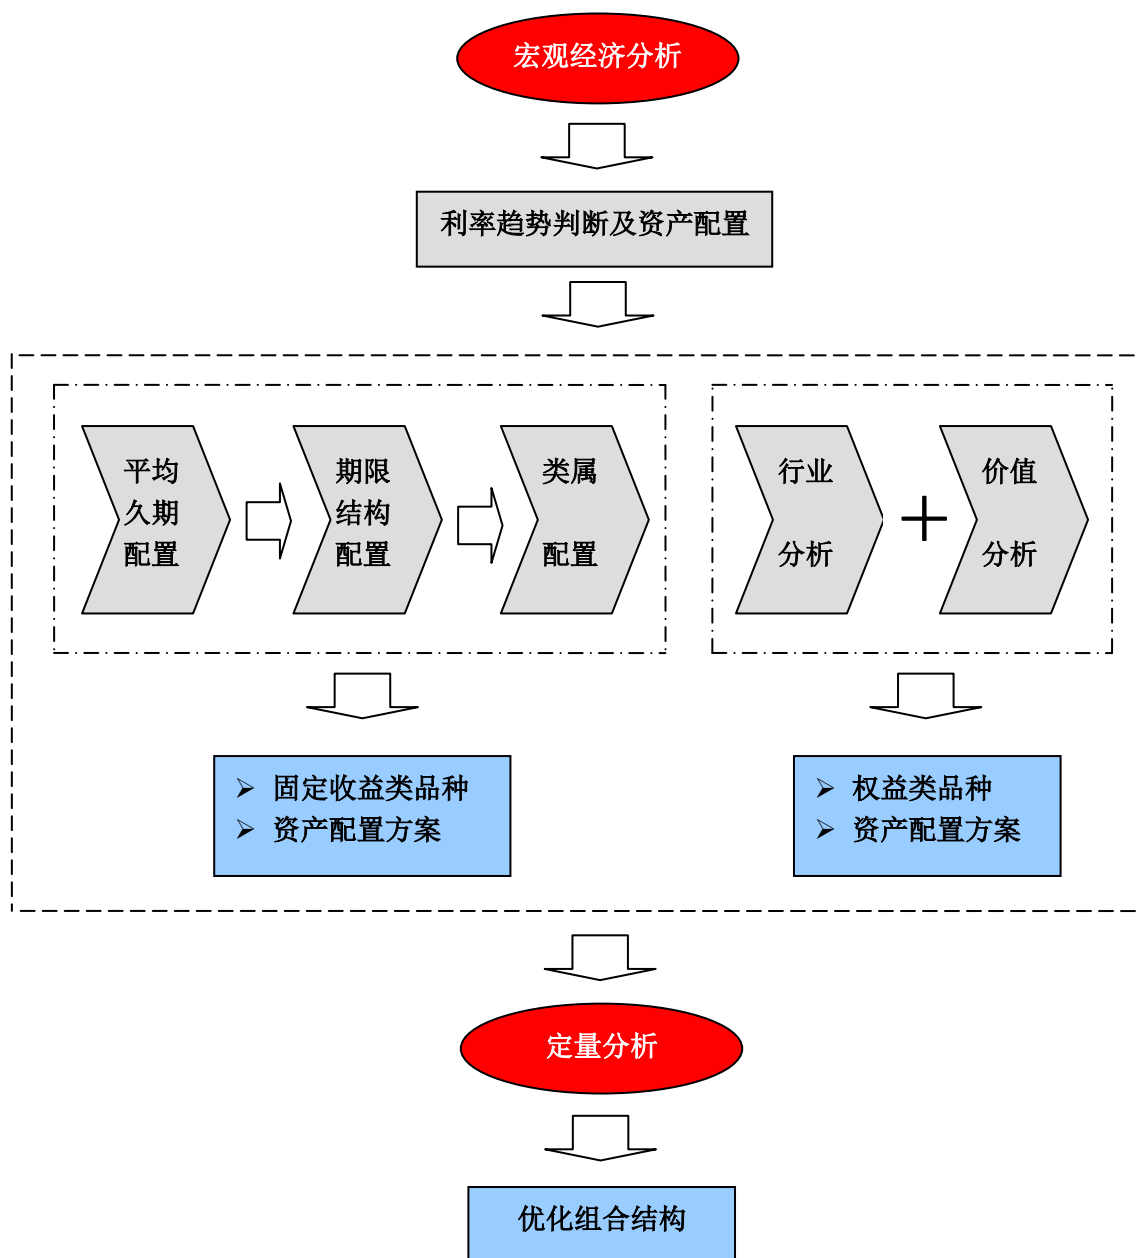 宏观经济分析
利率趋势判断及资产配置
平均
久期
配置
期限
结构
配置
类属
配置
行业
分析
+
价值
分析
➢ 固定收益类品种
➢ 资产配置方案
➢ 权益类品种
➢ 资产配置方案
定量分析
优化组合结构